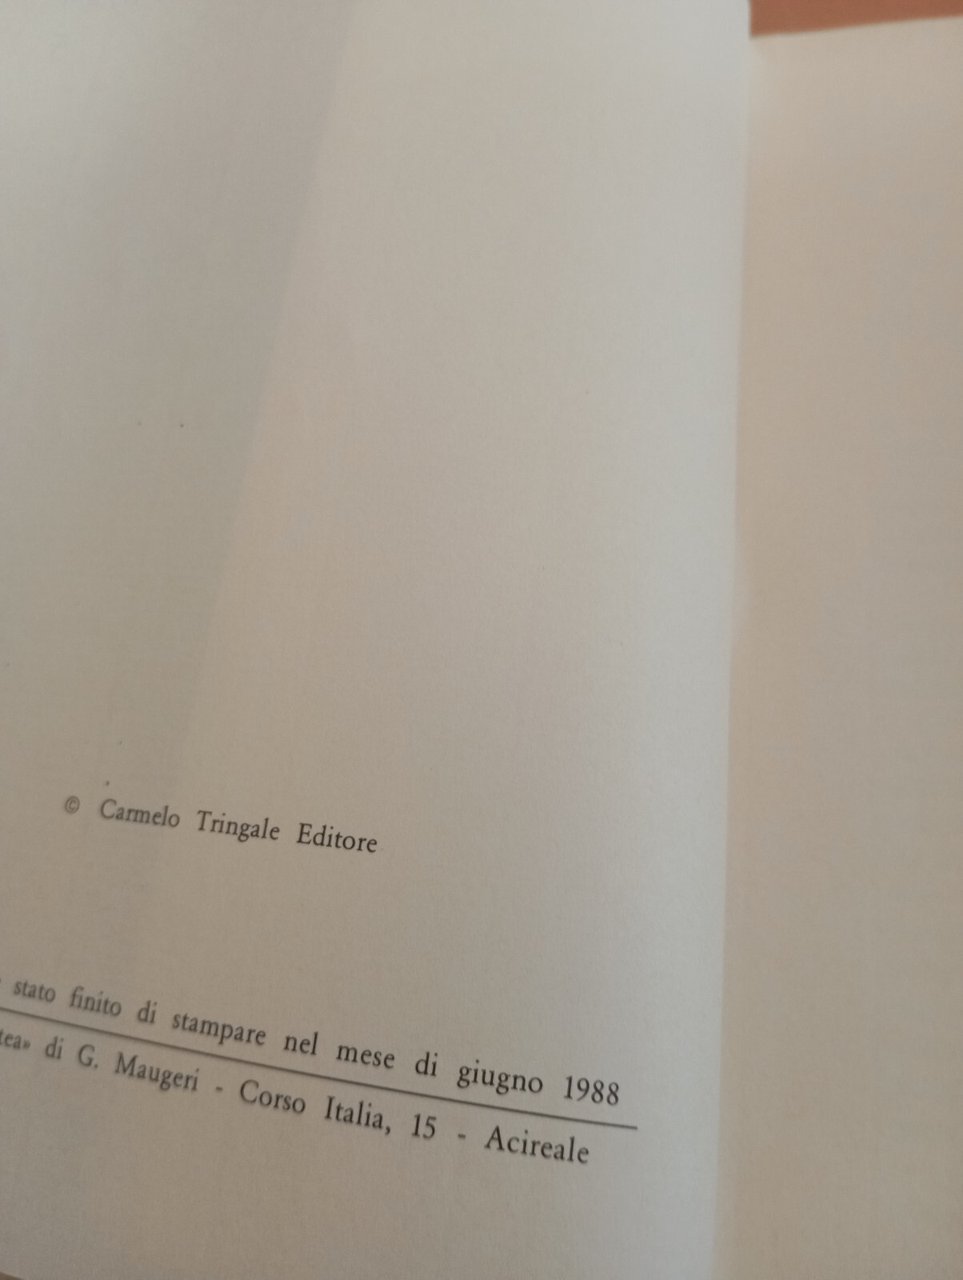 © Carmelo Tringale Editore
stato finito di stampare nel mese di giugno 1988
di G. Maugeri - Corso Italia, 15 - Acireale